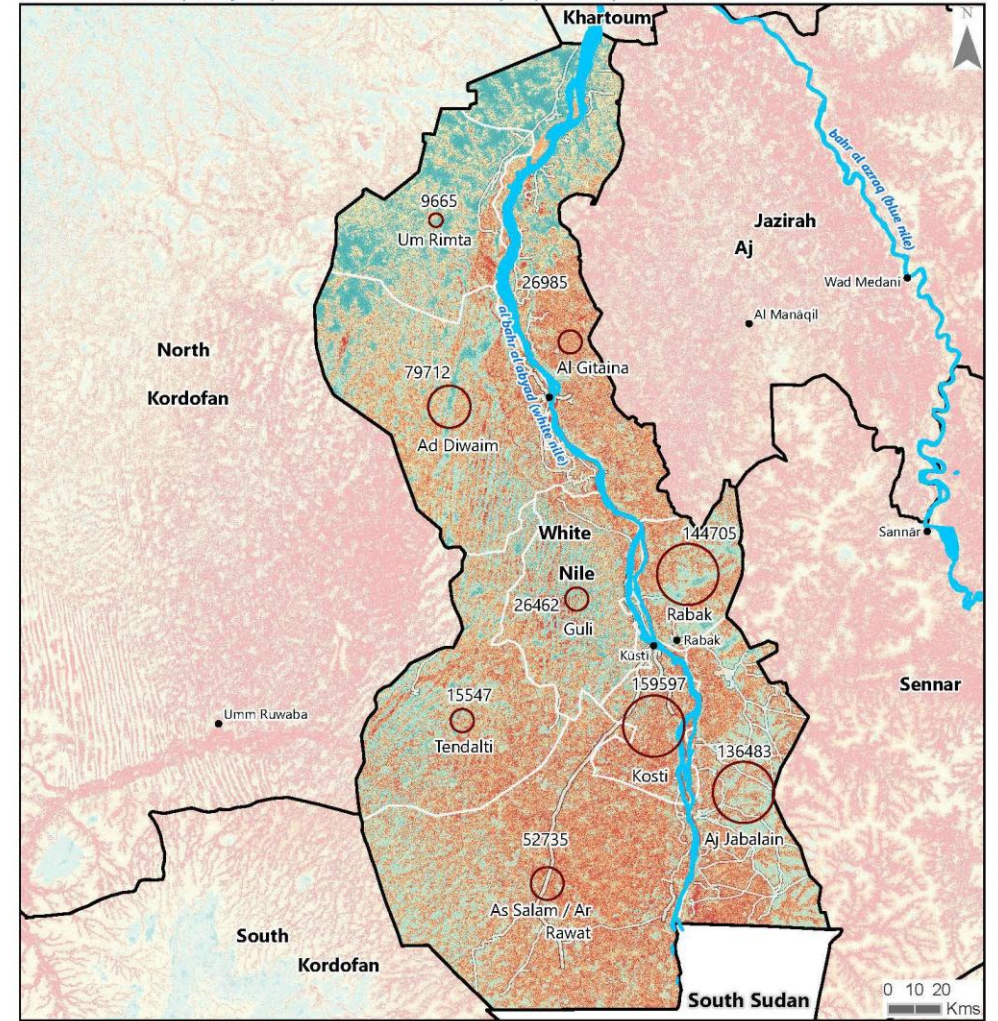 Khartoum
N
bahr al azraq (blue nile)
9665
Um Rimta
Jazirah
Aj
Wad Medani
26985
Al Manāqil
al bahr al abyad (white nile)
North
Kordofan
79712
Al Gitaina
Ad Diwaim
White
Nile
144705
Rabak
Sannār
26462
Guli
Rabak
Kūstī
159597
Kosti
Sennar
15547
Tendalti
Umm Ruwaba
136483
Aj Jabalain
52735
As Salam / Ar
Rawat
South
Kordofan
South Sudan
0 10 20
Kms